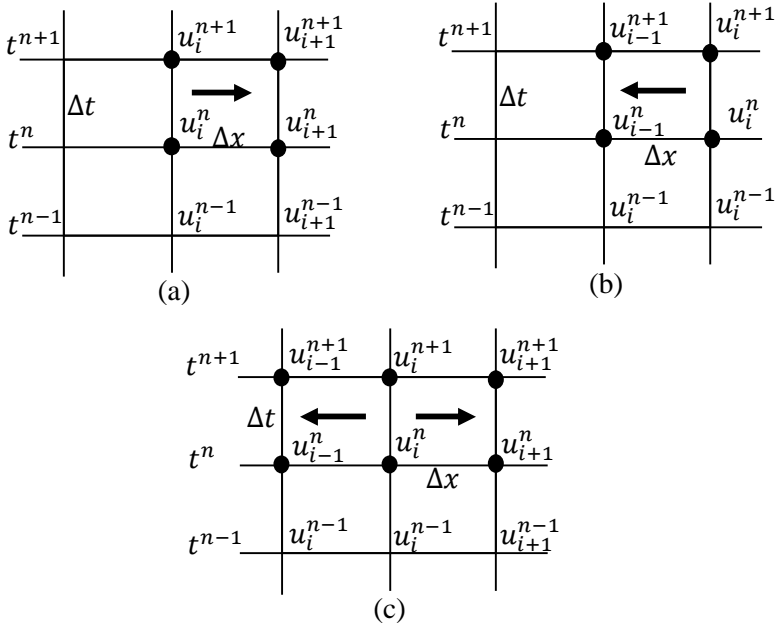 t^{n+1} u_i^{n+1} u_{i+1}^{n+1}
Δt
t^n u_i^n Δx u_{i+1}^n
t^{n-1} u_i^{n-1} u_{i+1}^{n-1}
(a)
t^{n+1} u_{i-1}^{n+1} u_i^{n+1}
Δt
t^n u_{i-1}^n Δx u_i^n
t^{n-1} u_i^{n-1} u_i^{n-1}
(b)
t^{n+1} u_{i-1}^{n+1} u_i^{n+1} u_{i+1}^{n+1}
Δt
t^n u_{i-1}^n u_i^n Δx u_{i+1}^n
t^{n-1} u_i^{n-1} u_i^{n-1} u_{i+1}^{n-1}
(c)